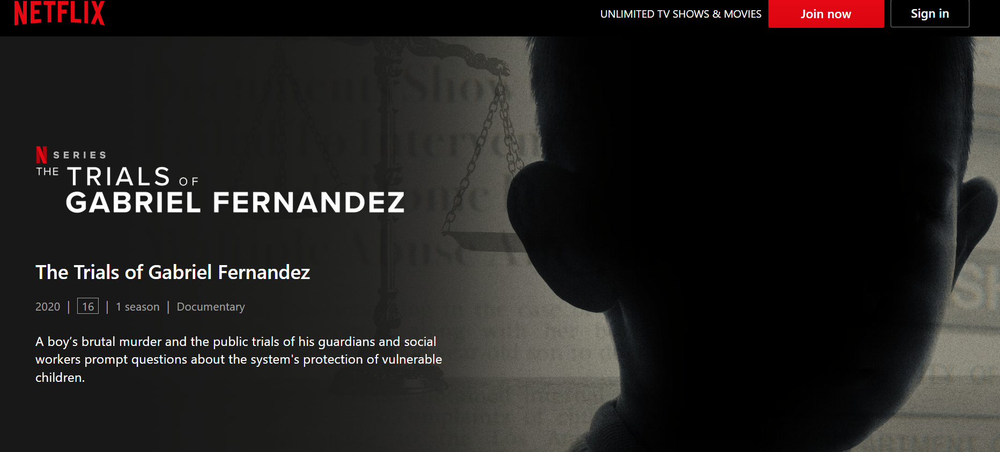 NETFLIX
UNLIMITED TV SHOWS & MOVIES
Join now
Sign in
N SERIES
THE TRIALS OF
GABRIEL FERNANDEZ
The Trials of Gabriel Fernandez
2020 | 16 | 1 season | Documentary
A boy’s brutal murder and the public trials of his guardians and social
workers prompt questions about the system's protection of vulnerable
children.